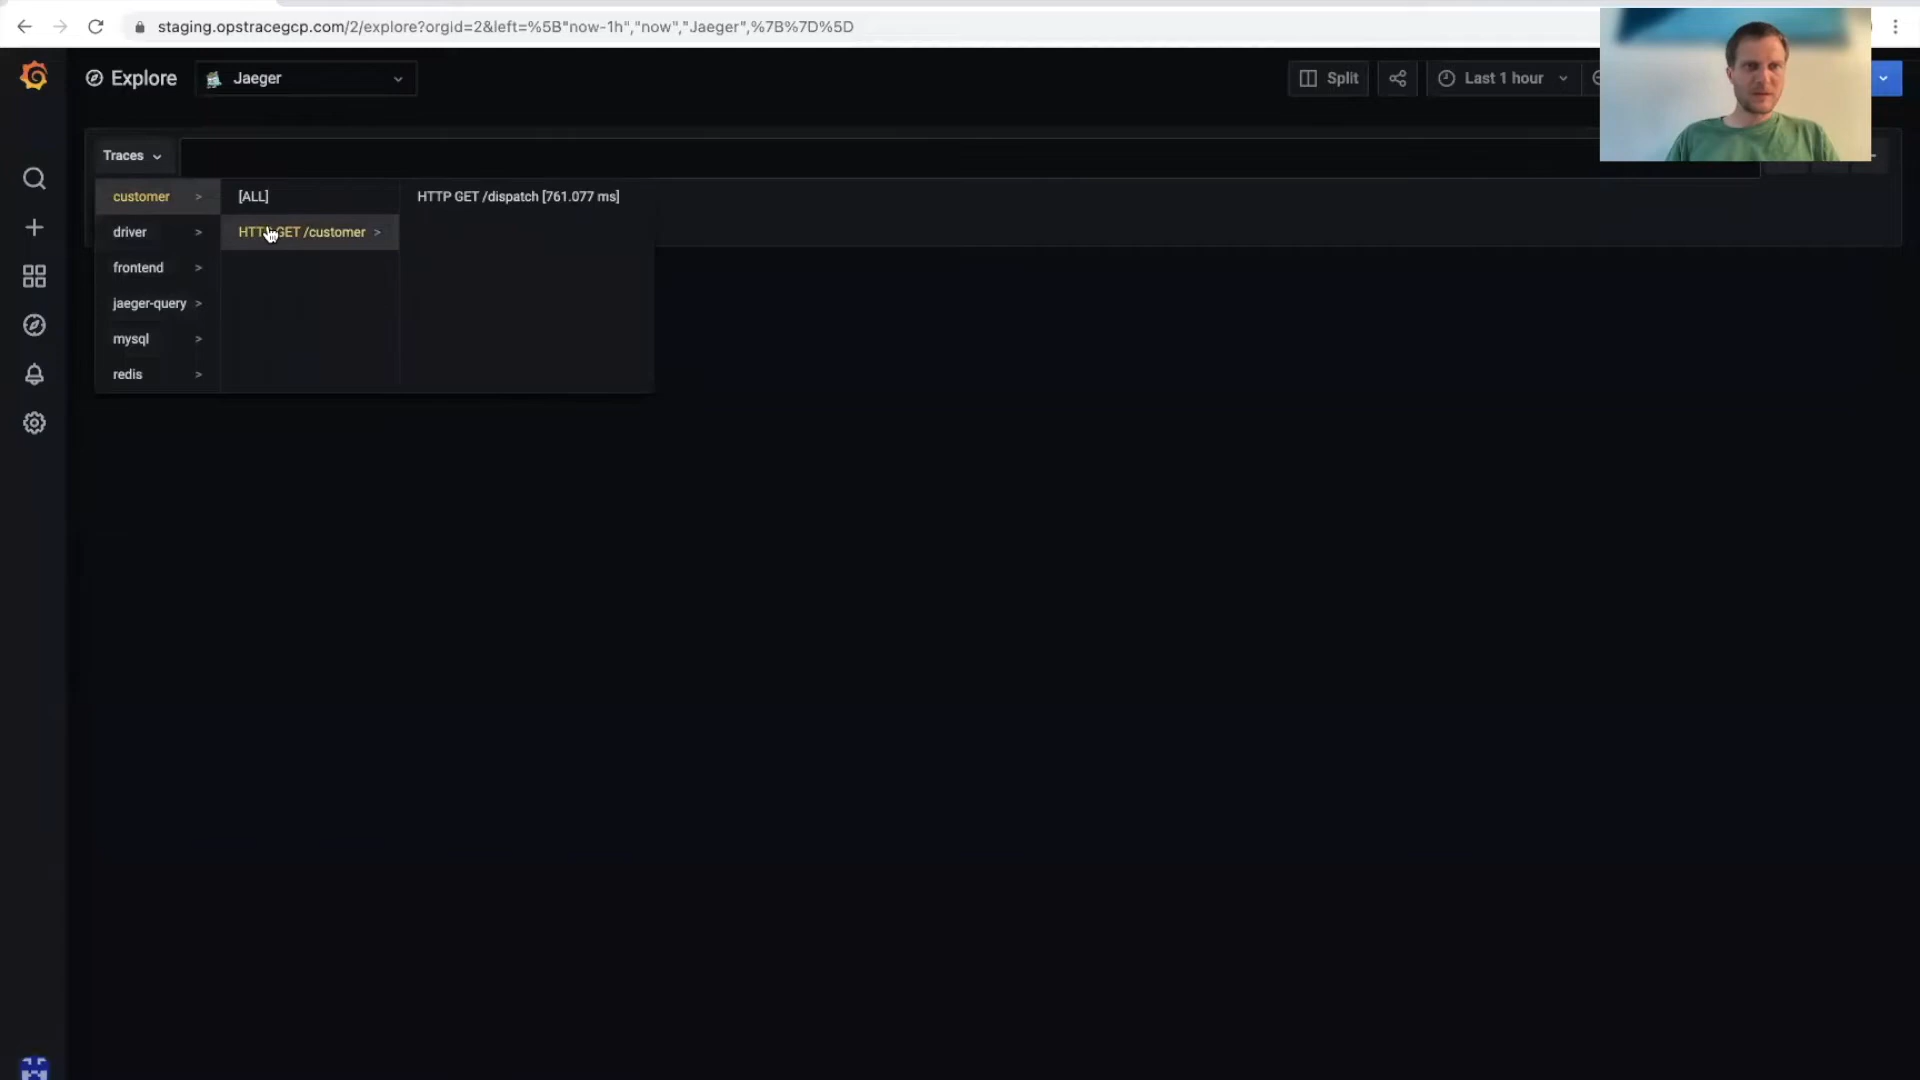 staging.opstracegcp.com/2/explore?orgId=2&left=%5B"now-1h","now","Jaeger",%7B%7D%5D
Explore
Jaeger
Split
Last 1 hour
Traces
customer >
[ALL]
HTTP GET /dispatch [761.077 ms]
driver >
HTTP GET /customer >
frontend >
jaeger-query >
mysql >
redis >